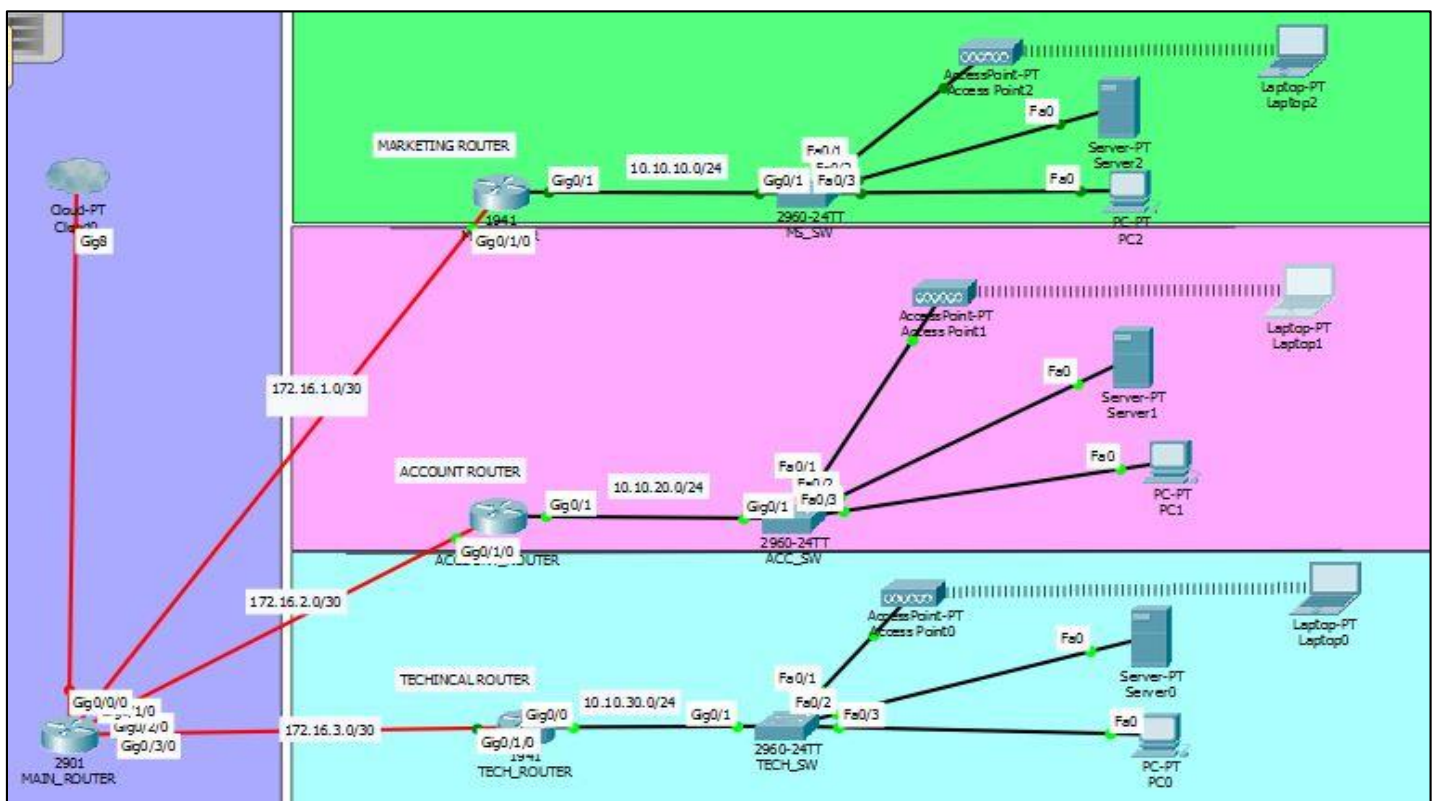 AccessPoint-PT
Access Point2
Laptop-PT
Laptop2
Fa0
Server-PT
Server2
MARKETING ROUTER
Fa0/1
Gig0/1
10.10.10.0/24
Gig0/1
Fa0/3
Fa0
1941
2960-24TT
MS_SW
PC-PT
PC2
Cloud-PT
Gig8
Gig0/1/0
AccessPoint-PT
Access Point1
Laptop-PT
Laptop1
172.16.1.0/30
Fa0
Server-PT
Server1
ACCOUNT ROUTER
Fa0/1
Fa0
Gig0/1
10.10.20.0/24
Gig0/1
Fa0/3
PC-PT
PC1
Gig0/1/0
2960-24TT
ACC_SW
172.16.2.0/30
AccessPoint-PT
Access Point0
Laptop-PT
Laptop0
Fa0
Server-PT
Server0
TECHINCAL ROUTER
Fa0/1
Gig0/0
10.10.30.0/24
Gig0/1
Fa0/2
Fa0/3
Fa0
Gig0/0/0
Gig0/3/0
172.16.3.0/30
Gig0/1/0
2901
MAIN_ROUTER
1941
TECH_ROUTER
2960-24TT
TECH_SW
PC-PT
PC0